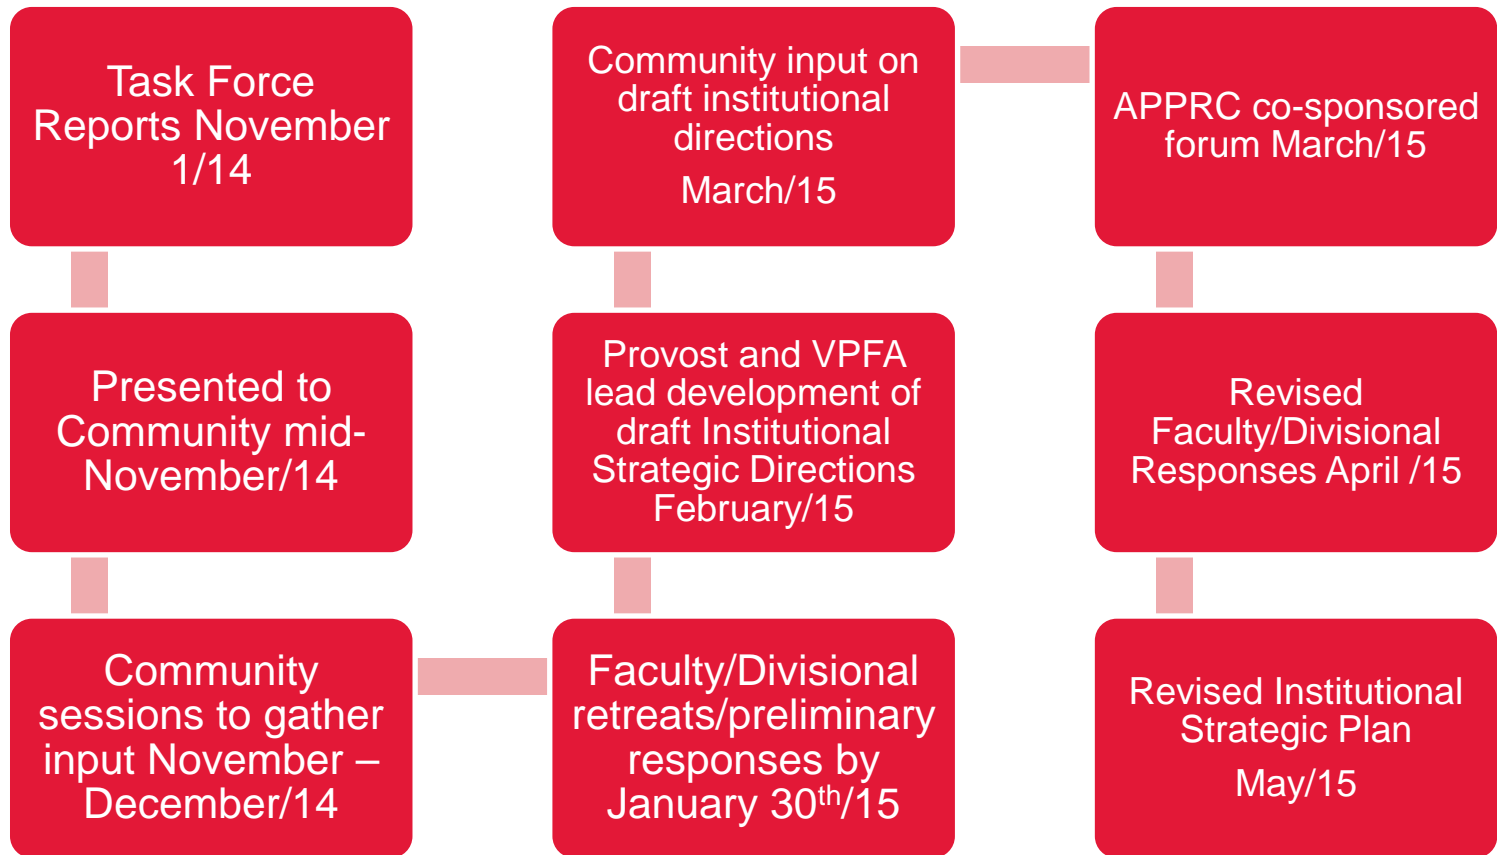 Task Force
Reports November
1/14
Presented to
Community mid-
November/14
Community
sessions to gather
input November –
December/14
Faculty/Divisional
retreats/preliminary
responses by
January 30th/15
Provost and VPFA
lead development of
draft Institutional
Strategic Directions
February/15
Community input on
draft institutional
directions
March/15
APPRC co-sponsored
forum March/15
Revised
Faculty/Divisional
Responses April /15
Revised Institutional
Strategic Plan
May/15